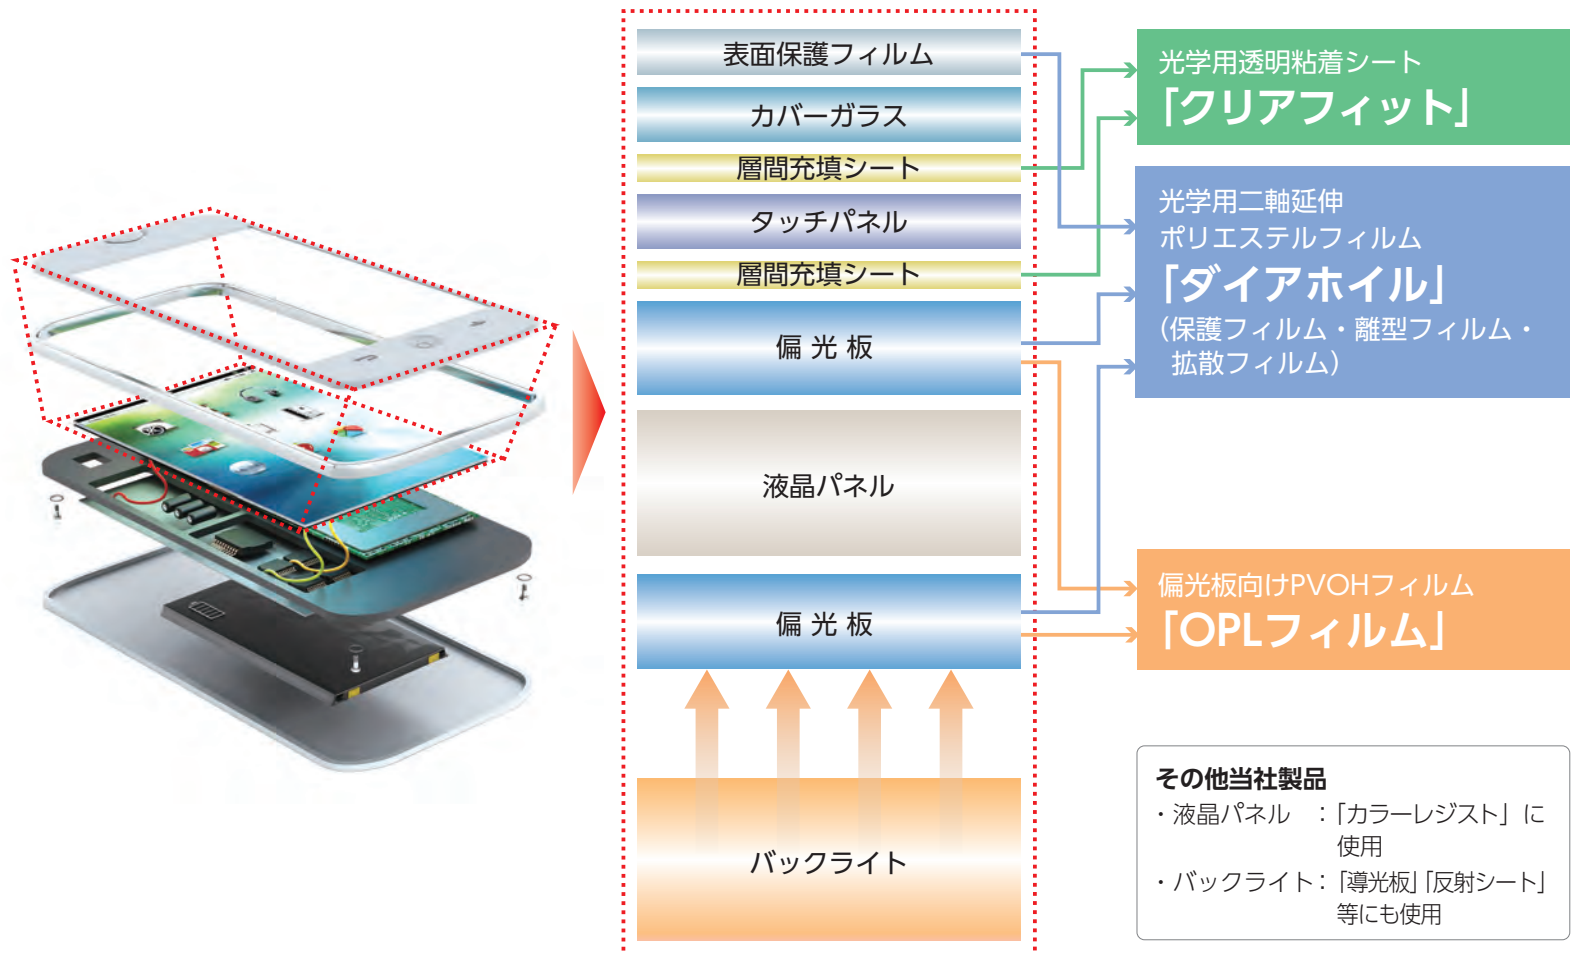 表面保護フィルム
カバーガラス
層間充填シート
タッチパネル
層間充填シート
偏光板
液晶パネル
偏光板
バックライト
光学用透明粘着シート
「クリアフィット」
光学用二軸延伸
ポリエステルフィルム
「ダイアホイル」
(保護フィルム・離型フィルム・
拡散フィルム)
偏光板向けPVOHフィルム
「OPLフィルム」
その他当社製品
・液晶パネル :「カラーレジスト」に
使用
・バックライト:「導光板」「反射シート」
等にも使用